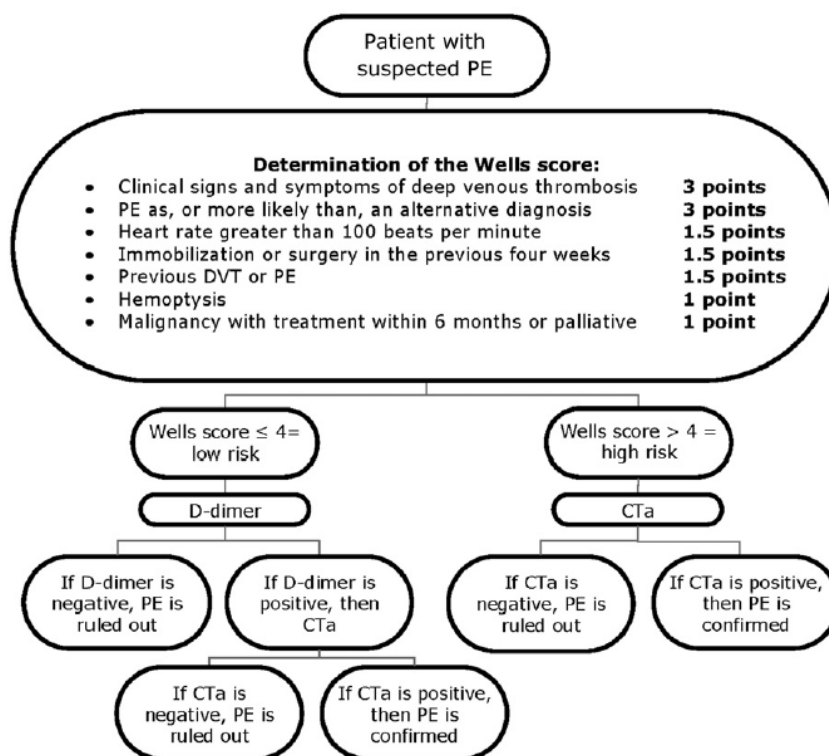 Patient with
suspected PE
Determination of the Wells score:
• Clinical signs and symptoms of deep venous thrombosis 3 points
• PE as, or more likely than, an alternative diagnosis 3 points
• Heart rate greater than 100 beats per minute 1.5 points
• Immobilization or surgery in the previous four weeks 1.5 points
• Previous DVT or PE 1.5 points
• Hemoptysis 1 point
• Malignancy with treatment within 6 months or palliative 1 point
Wells score ≤ 4=
low risk
Wells score > 4 =
high risk
D-dimer
CTa
If D-dimer is
negative, PE is
ruled out
If D-dimer is
positive, then
CTa
If CTa is
negative, PE is
ruled out
If CTa is positive,
then PE is
confirmed
If CTa is
negative, PE is
ruled out
If CTa is positive,
then PE is
confirmed